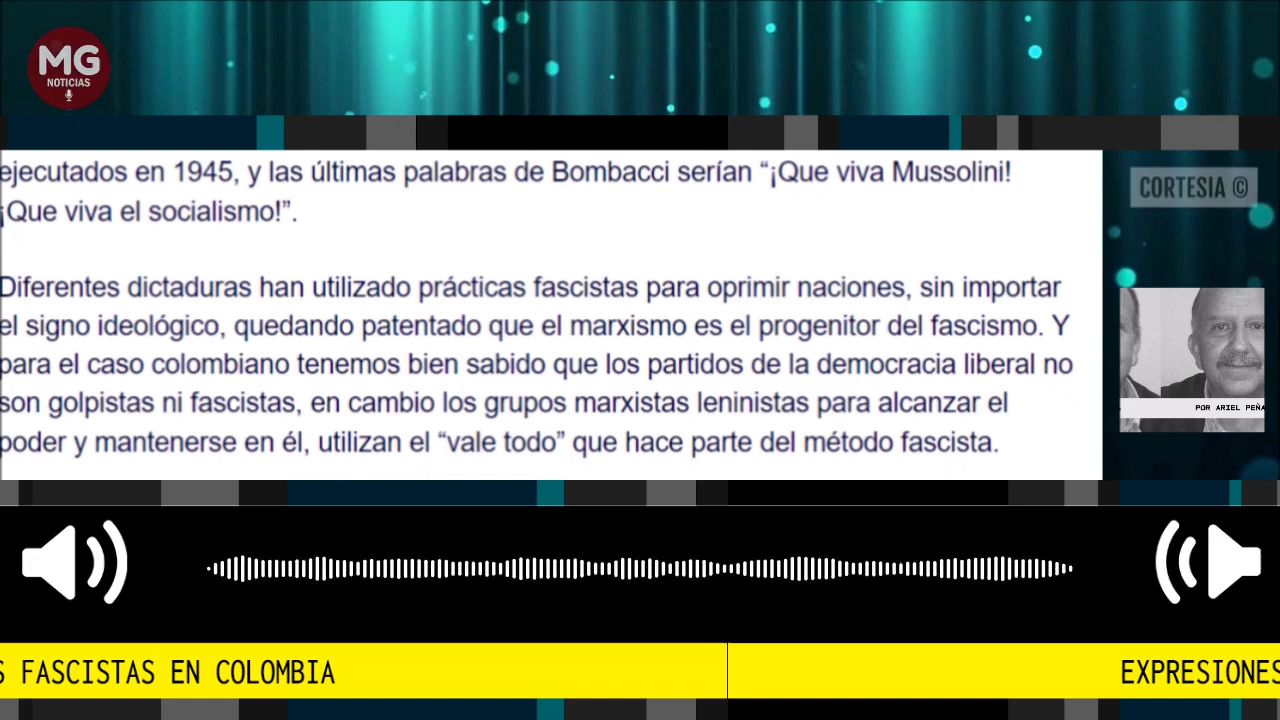 MG
NOTICIAS
ejecutados en 1945, y las últimas palabras de Bombacci serían “¡Que viva Mussolini!
¡Que viva el socialismo!”.
Diferentes dictaduras han utilizado prácticas fascistas para oprimir naciones, sin importar
el signo ideológico, quedando patentado que el marxismo es el progenitor del fascismo. Y
para el caso colombiano tenemos bien sabido que los partidos de la democracia liberal no
son golpistas ni fascistas, en cambio los grupos marxistas leninistas para alcanzar el
poder y mantenerse en él, utilizan el “vale todo” que hace parte del método fascista.
CORTESIA ©
POR ARIEL PEÑA
S FASCISTAS EN COLOMBIA
EXPRESIONES